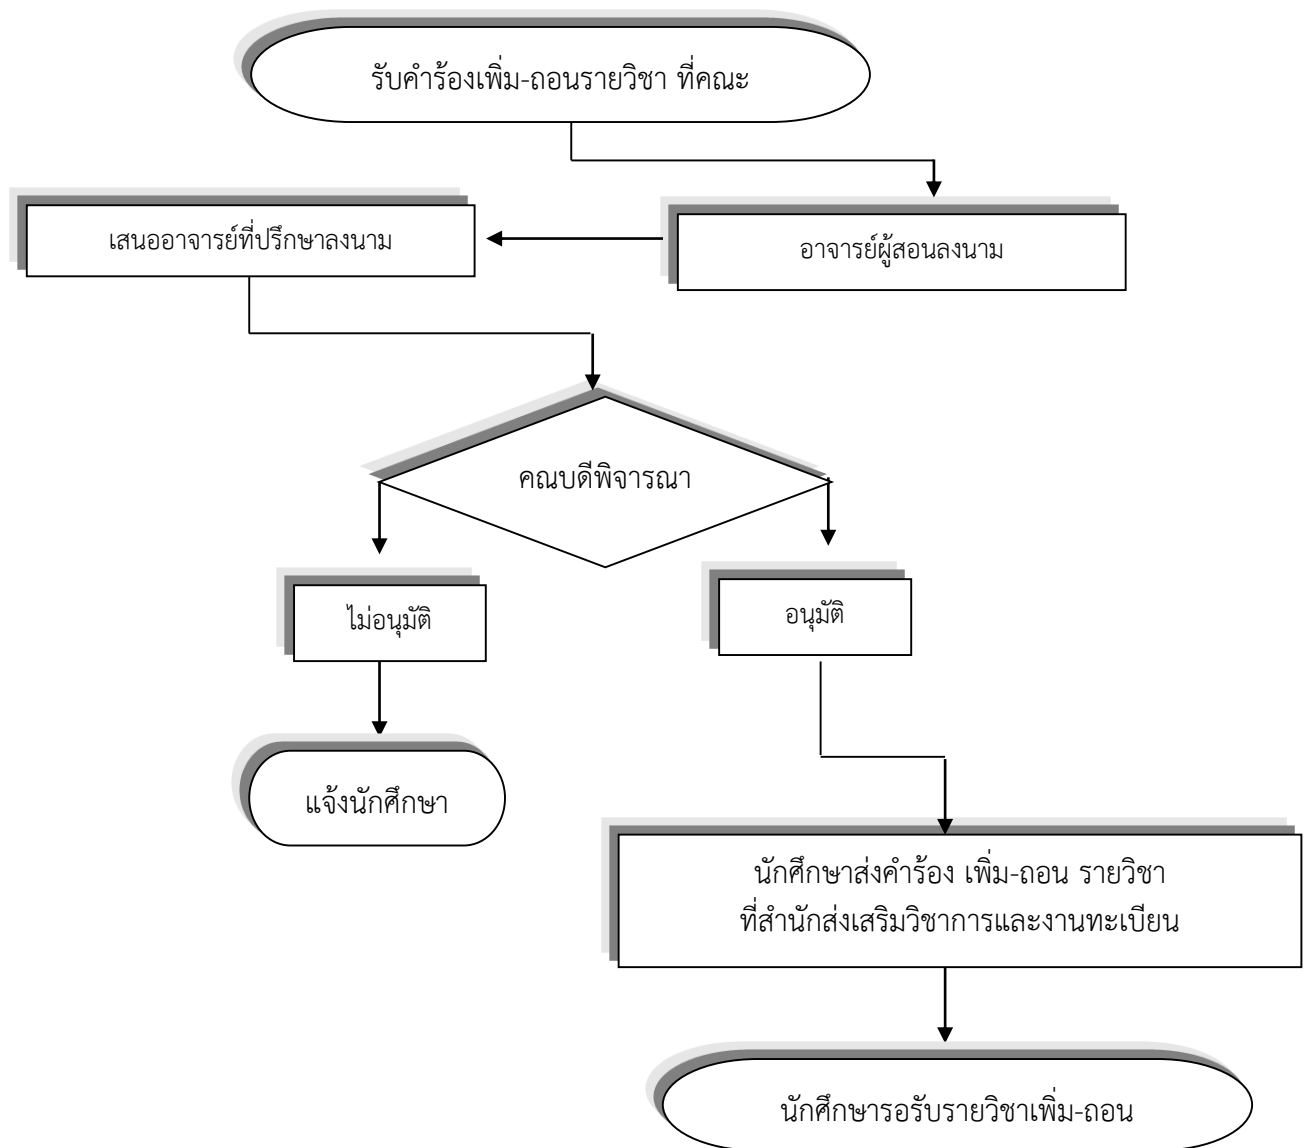 รับคำร้องเพิ่ม-ถอนรายวิชา ที่คณะ
เสนออาจารย์ที่ปรึกษาลงนาม
อาจารย์ผู้สอนลงนาม
คณบดีพิจารณา
ไม่อนุมัติ
อนุมัติ
แจ้งนักศึกษา
นักศึกษาส่งคำร้อง เพิ่ม-ถอน รายวิชา
ที่สำนักส่งเสริมวิชาการและงานทะเบียน
นักศึกษารอรับรายวิชาเพิ่ม-ถอน